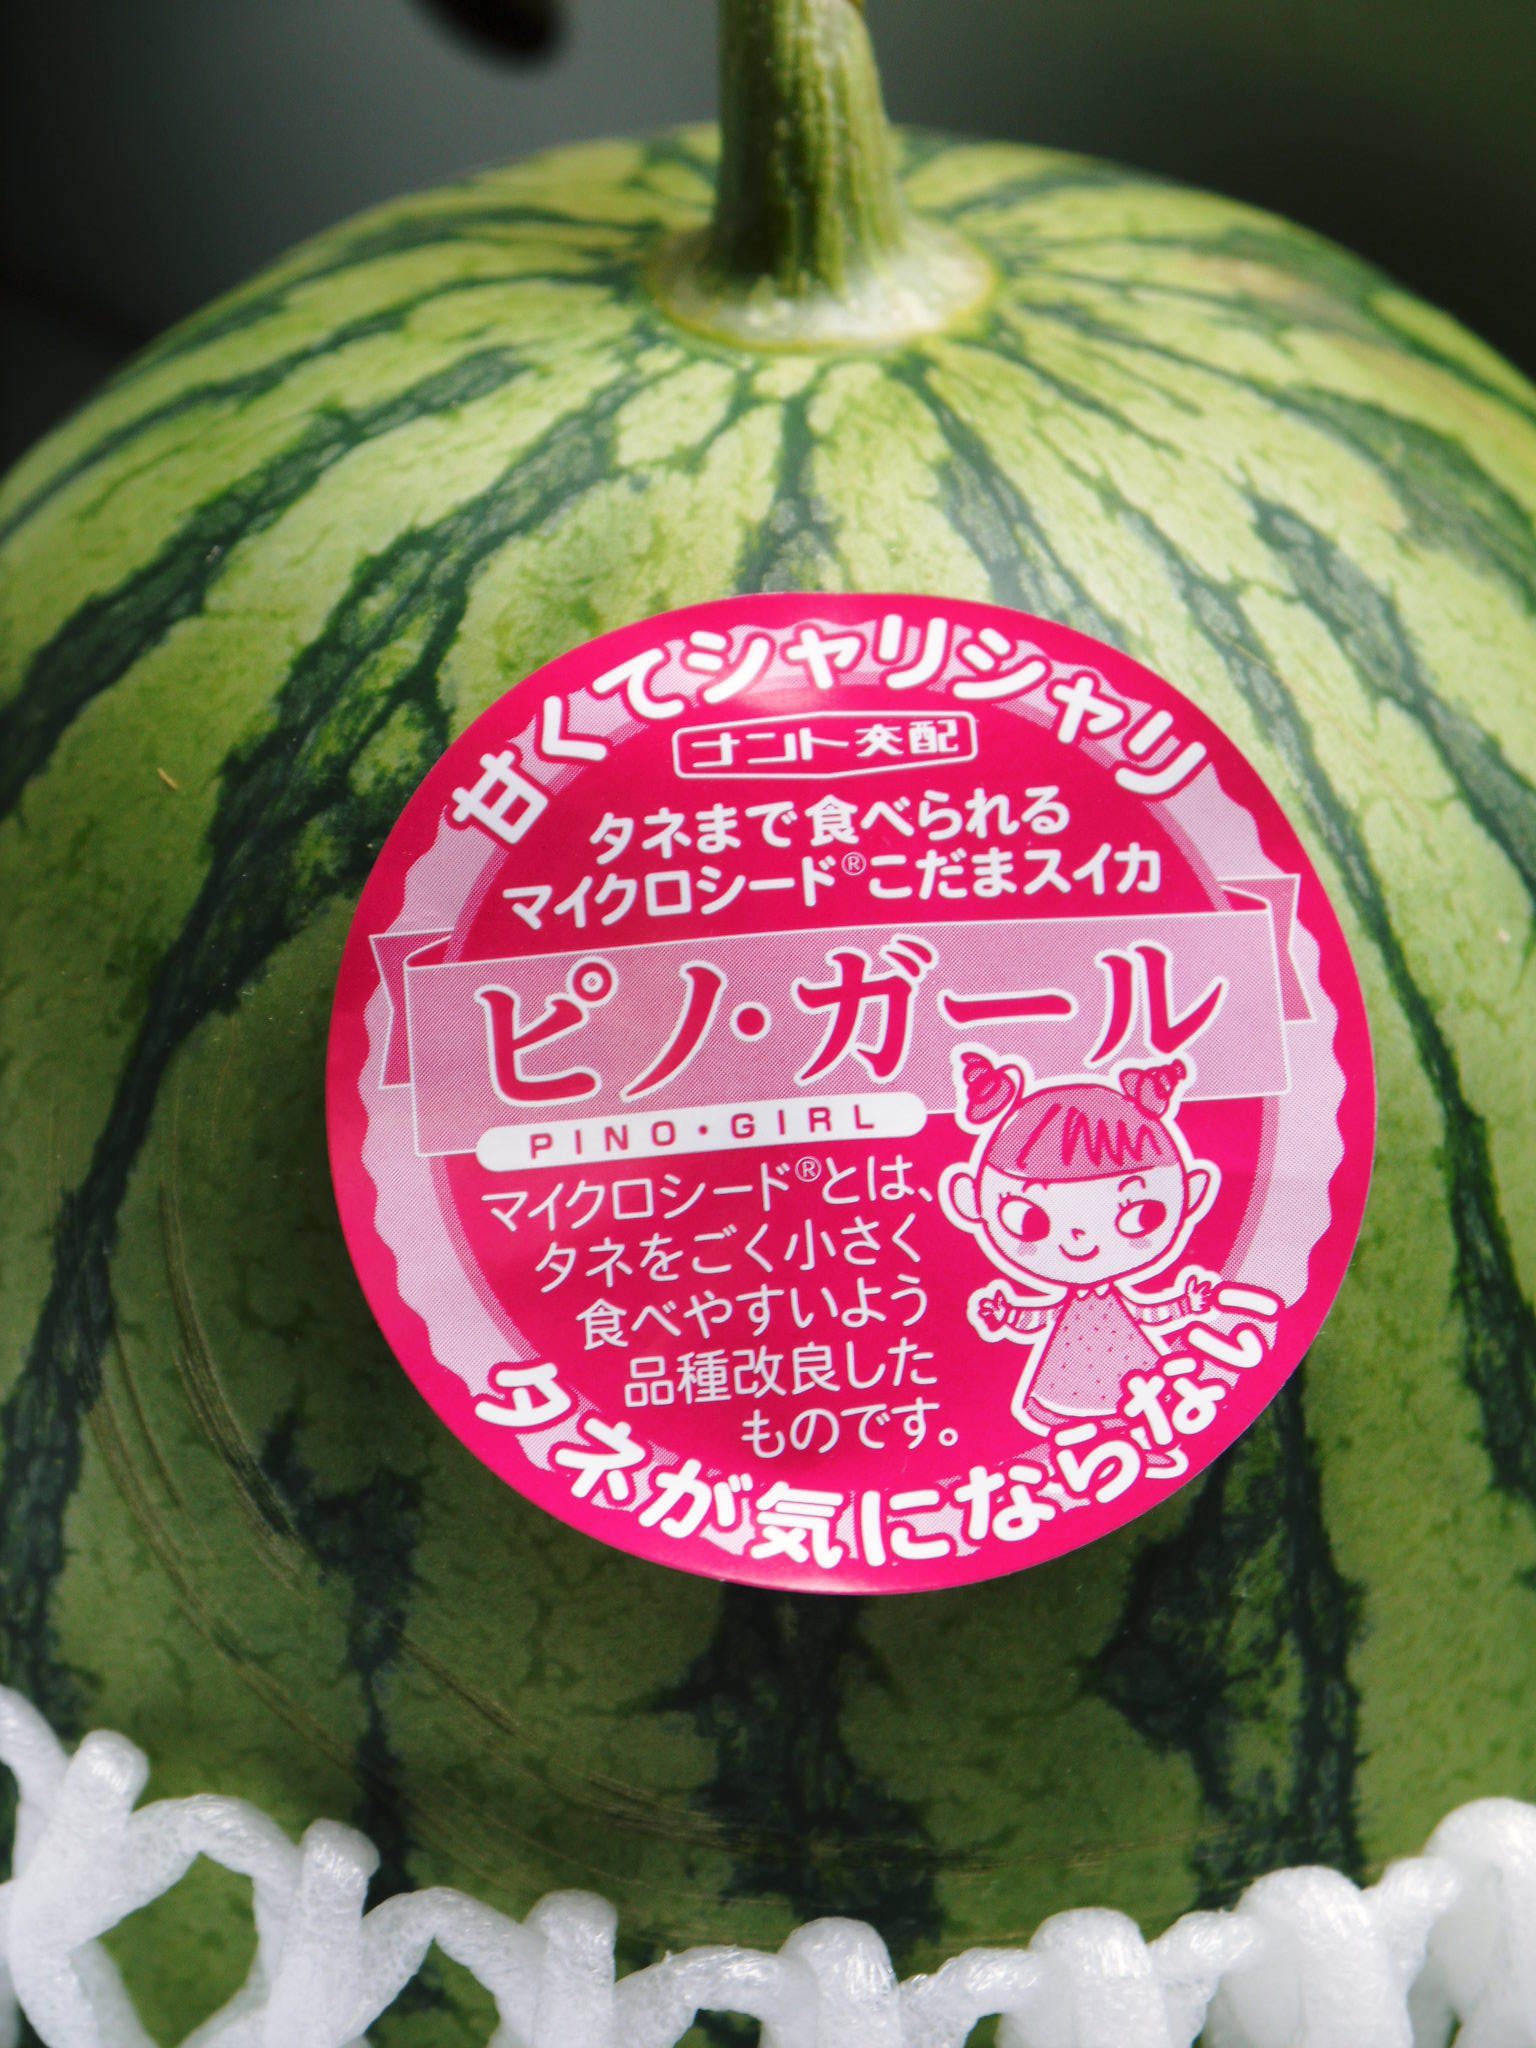 甘くてシャリシャリ
ナント交配
タネまで食べられる
マイクロシード®こだまスイカ
ピノ・ガール
PINO・GIRL
マイクロシード®とは、
タネをごく小さく
食べやすいよう
品種改良した
ものです。
タネが気にならない